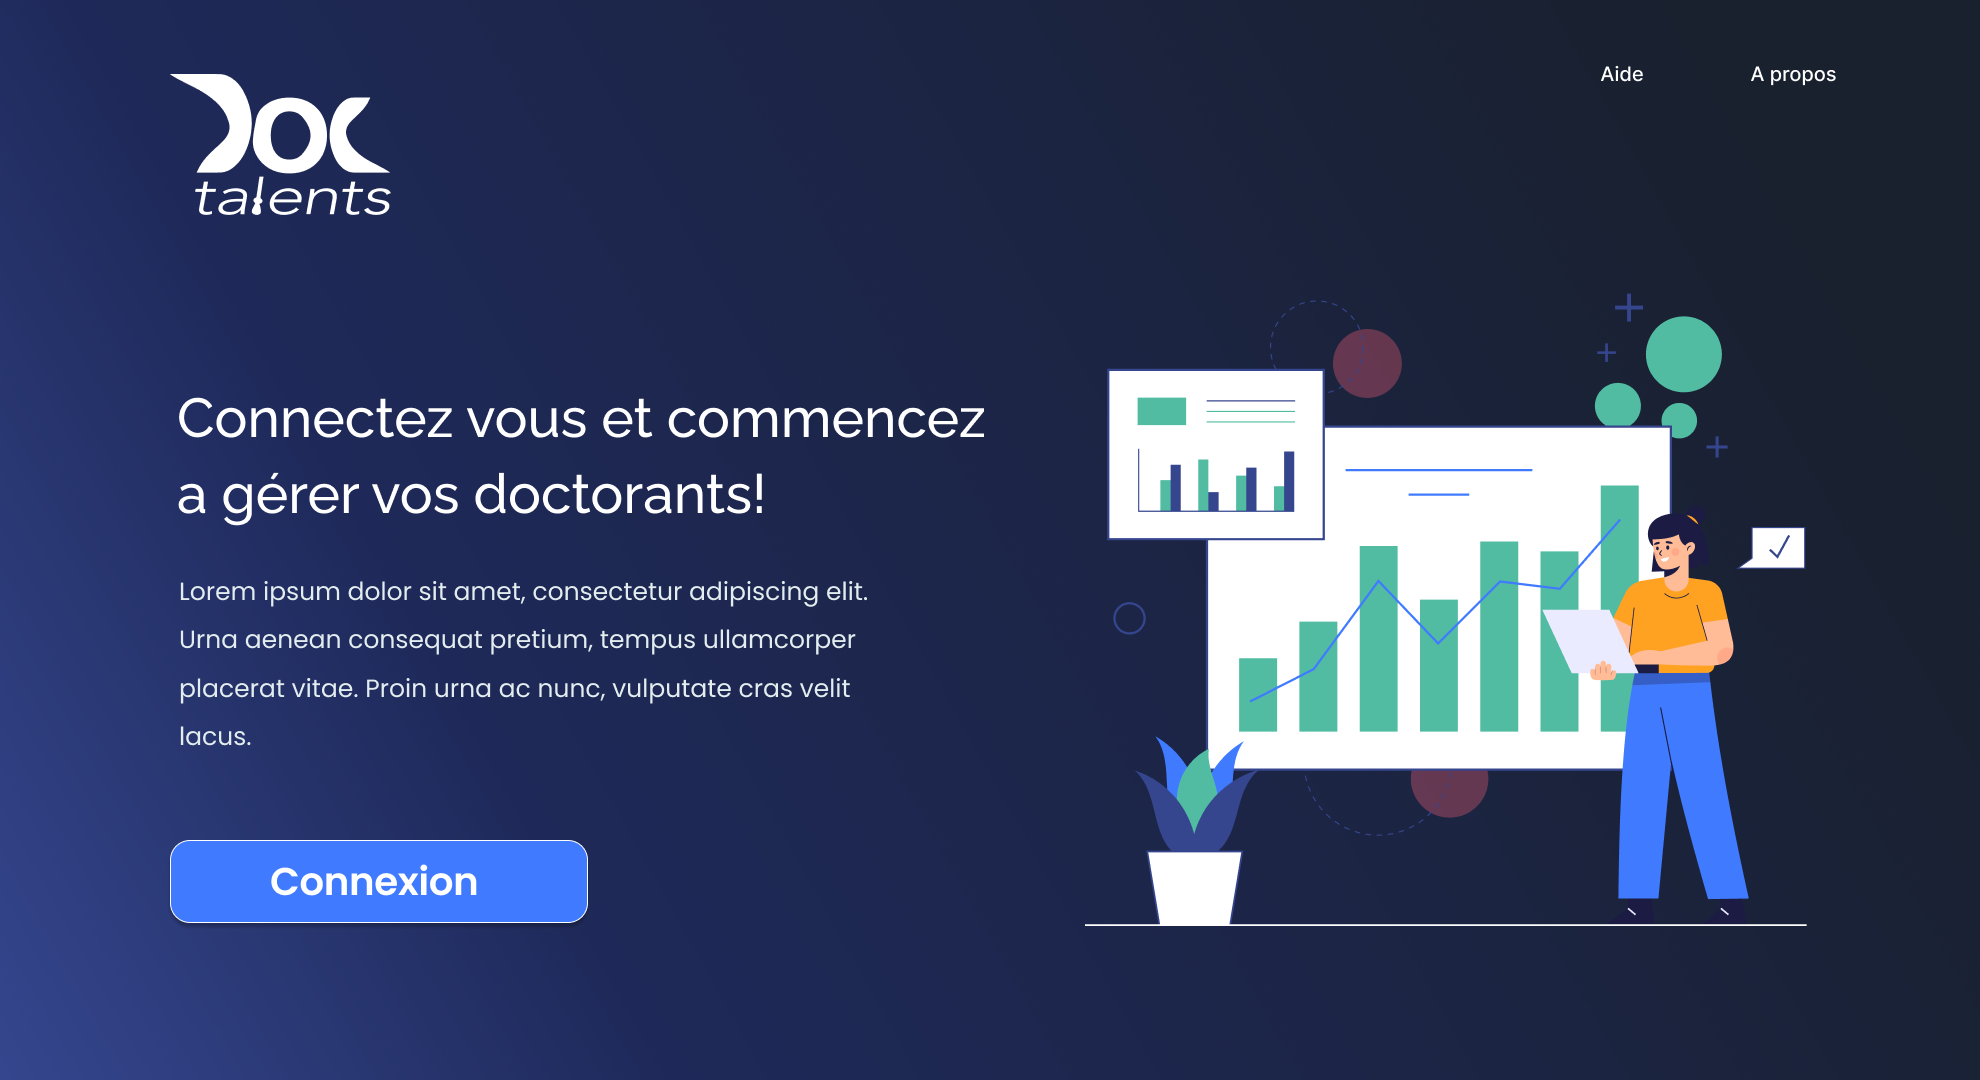 Doc
talents
Aide
A propos
Connectez vous et commencez
a gérer vos doctorants!
Lorem ipsum dolor sit amet, consectetur adipiscing elit.
Urna aenean consequat pretium, tempus ullamcorper
placerat vitae. Proin urna ac nunc, vulputate cras velit
lacus.
Connexion